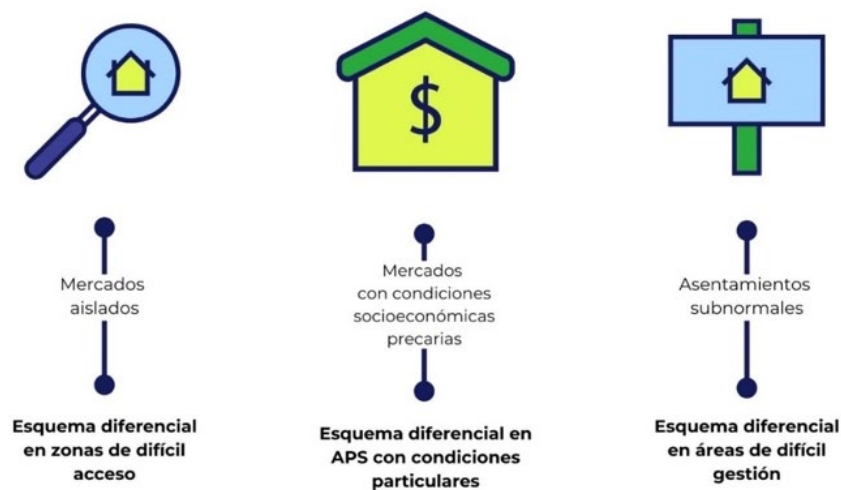 $
Mercados
aislados
Esquema diferencial
en zonas de difícil
acceso
Mercados
con condiciones
socioeconómicas
precarias
Esquema diferencial en
APS con condiciones
particulares
Asentamientos
subnormales
Esquema diferencial
en áreas de difícil
gestión